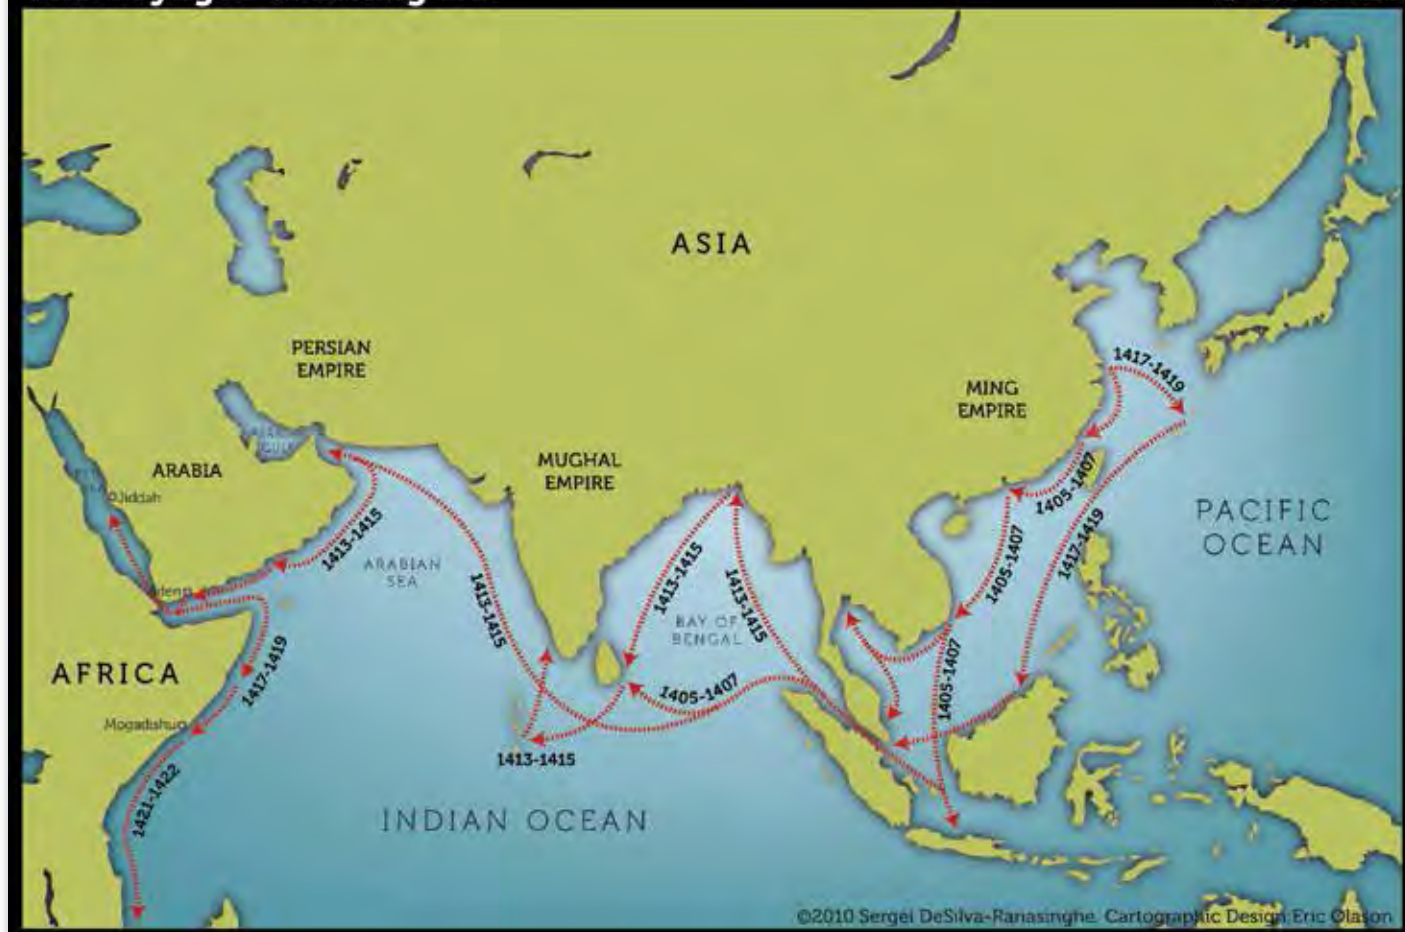 ASIA
PERSIAN
EMPIRE
MING
EMPIRE
1417-1419
MUGHAL
EMPIRE
GULF
ARABIA
Jiddah
1405-1407
PACIFIC
OCEAN
1413-1415
ARABIAN
SEA
1413-1415
1413-1415
1413-1415
BAY OF
BENGAL
1405-1407
1417-1419
AFRICA
1417-1419
1405-1407
1405-1407
Mogadishu
1413-1415
1421-1422
INDIAN OCEAN
©2010 Sergei DeSilva-Ranasinghe. Cartographic Design: Eric Olason